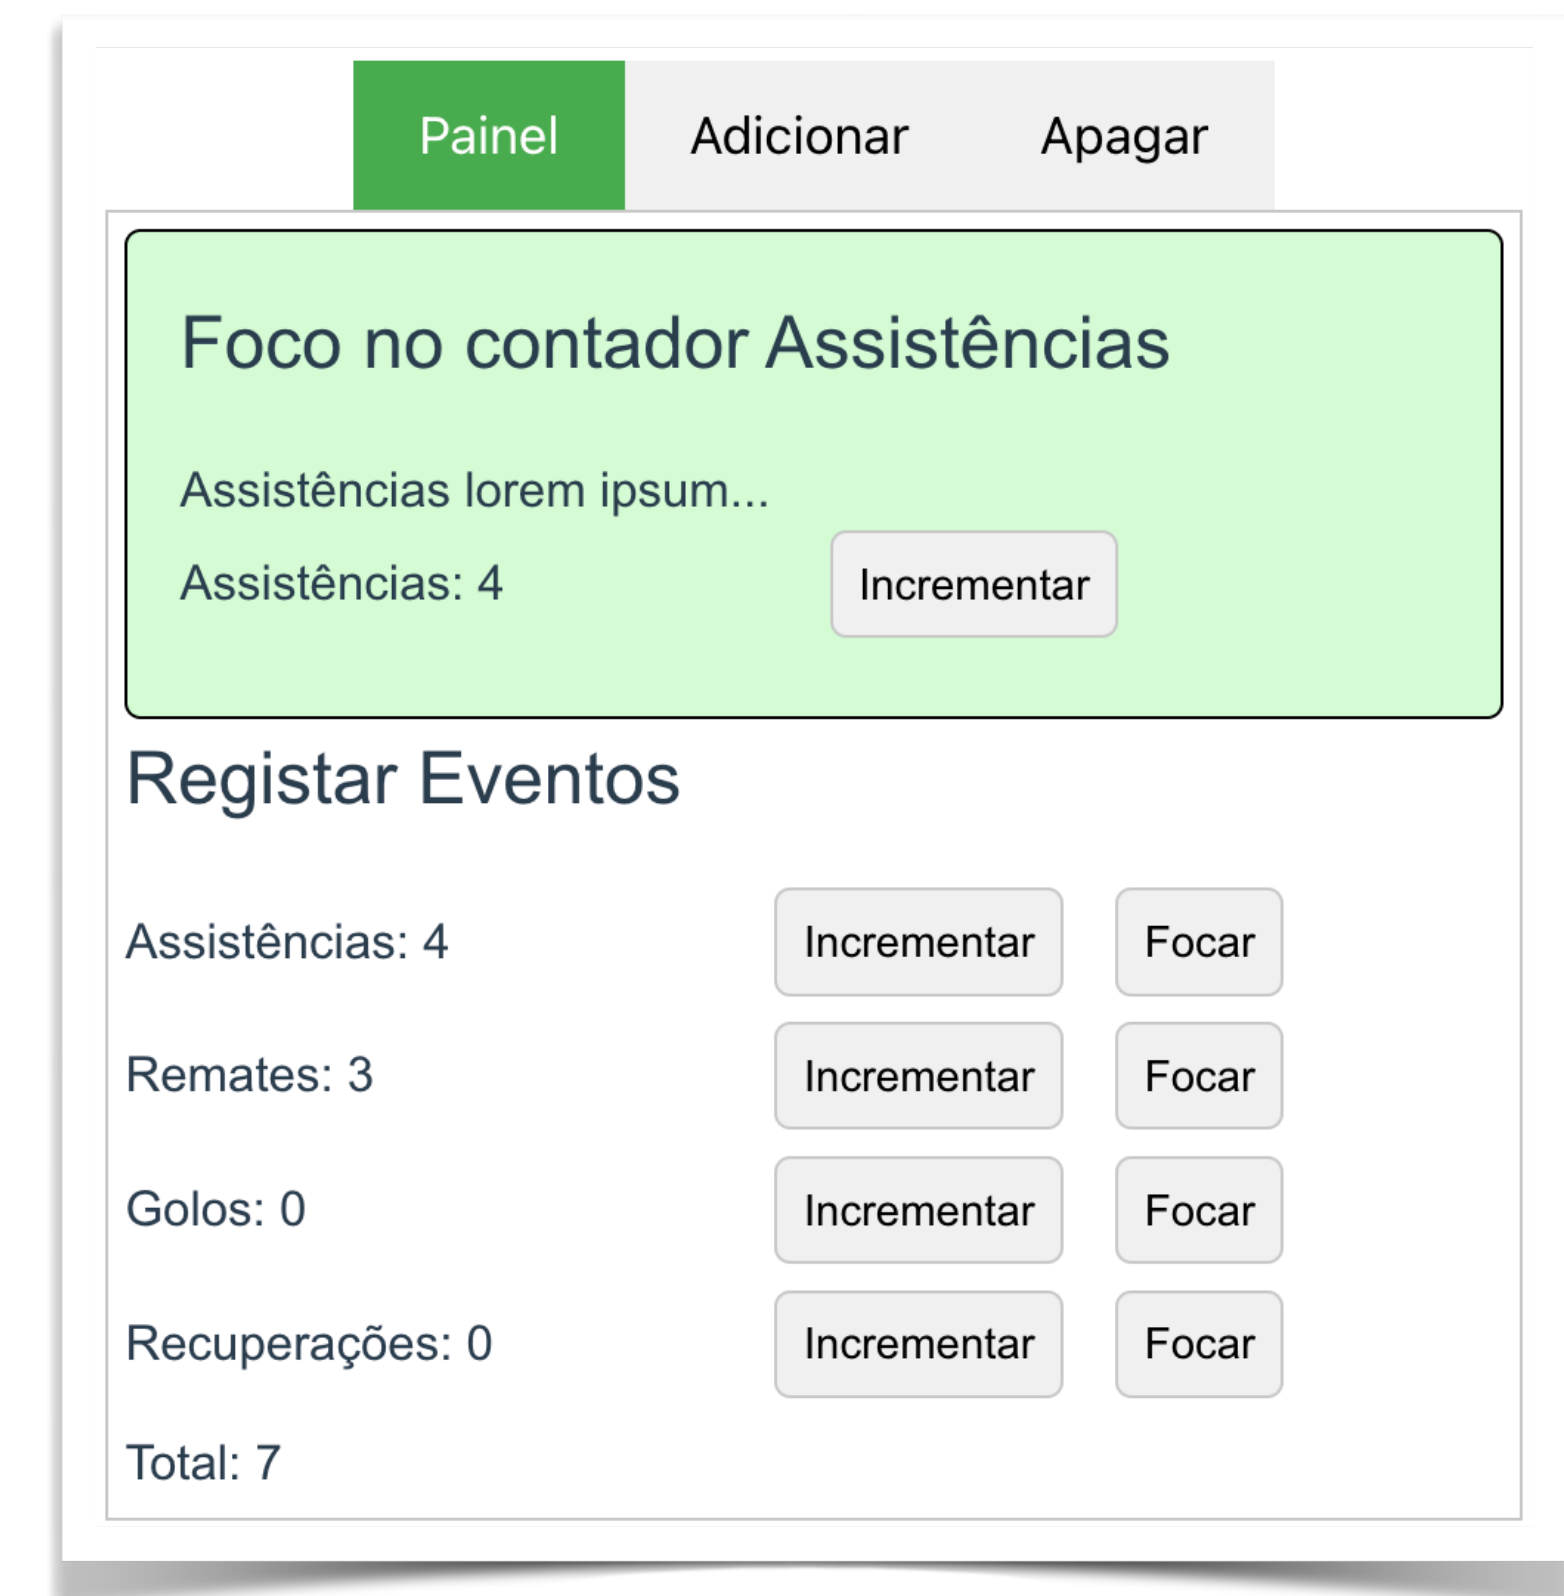 Painel Adicionar Apagar
Foco no contador Assistências
Assistências lorem ipsum...
Assistências: 4 Incrementar
Registar Eventos
Assistências: 4 Incrementar Focar
Remates: 3 Incrementar Focar
Golos: 0 Incrementar Focar
Recuperações: 0 Incrementar Focar
Total: 7